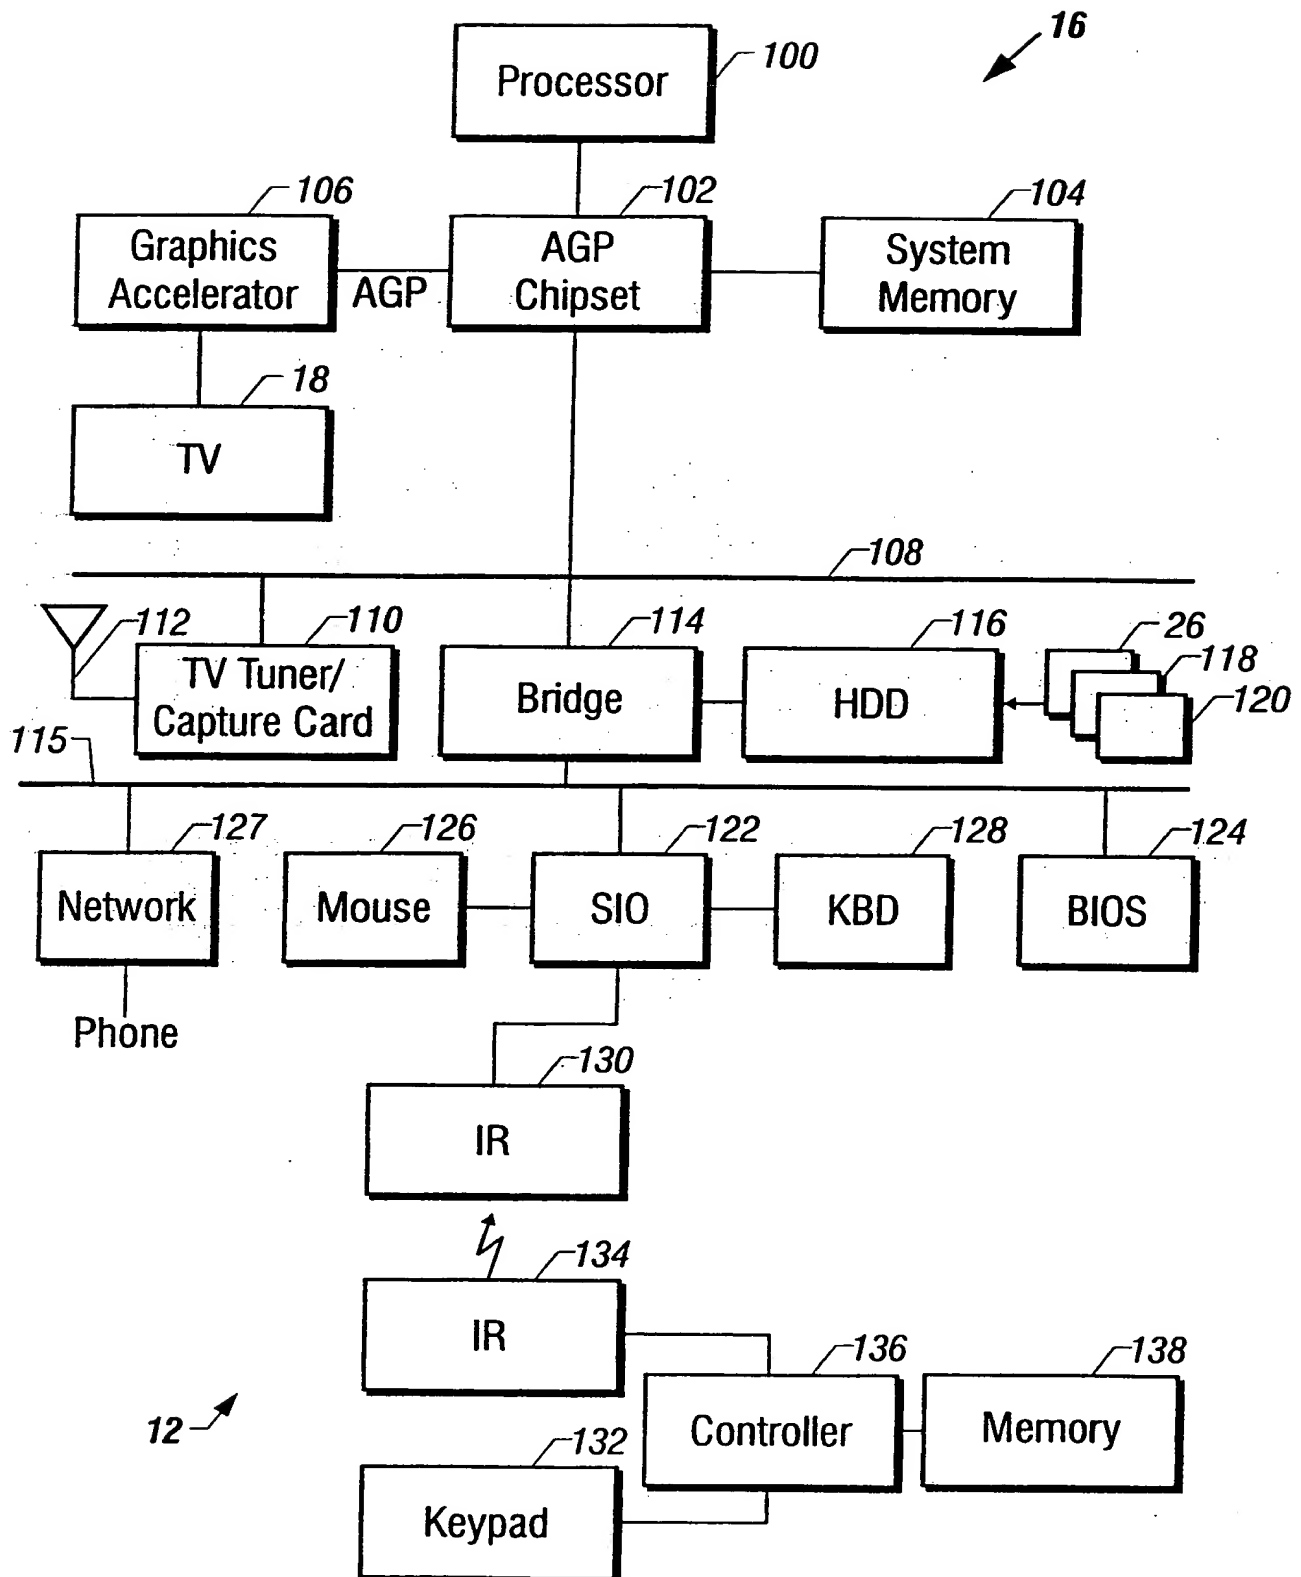 16
Processor
100
106
102
104
Graphics
Accelerator
AGP
AGP
Chipset
System
Memory
18
TV
108
112
110
114
116
26
118
120
TV Tuner/
Capture Card
Bridge
HDD
115
127
126
122
128
124
Network
Mouse
SIO
KBD
BIOS
Phone
130
IR
134
IR
136
138
12
Controller
Memory
132
Keypad